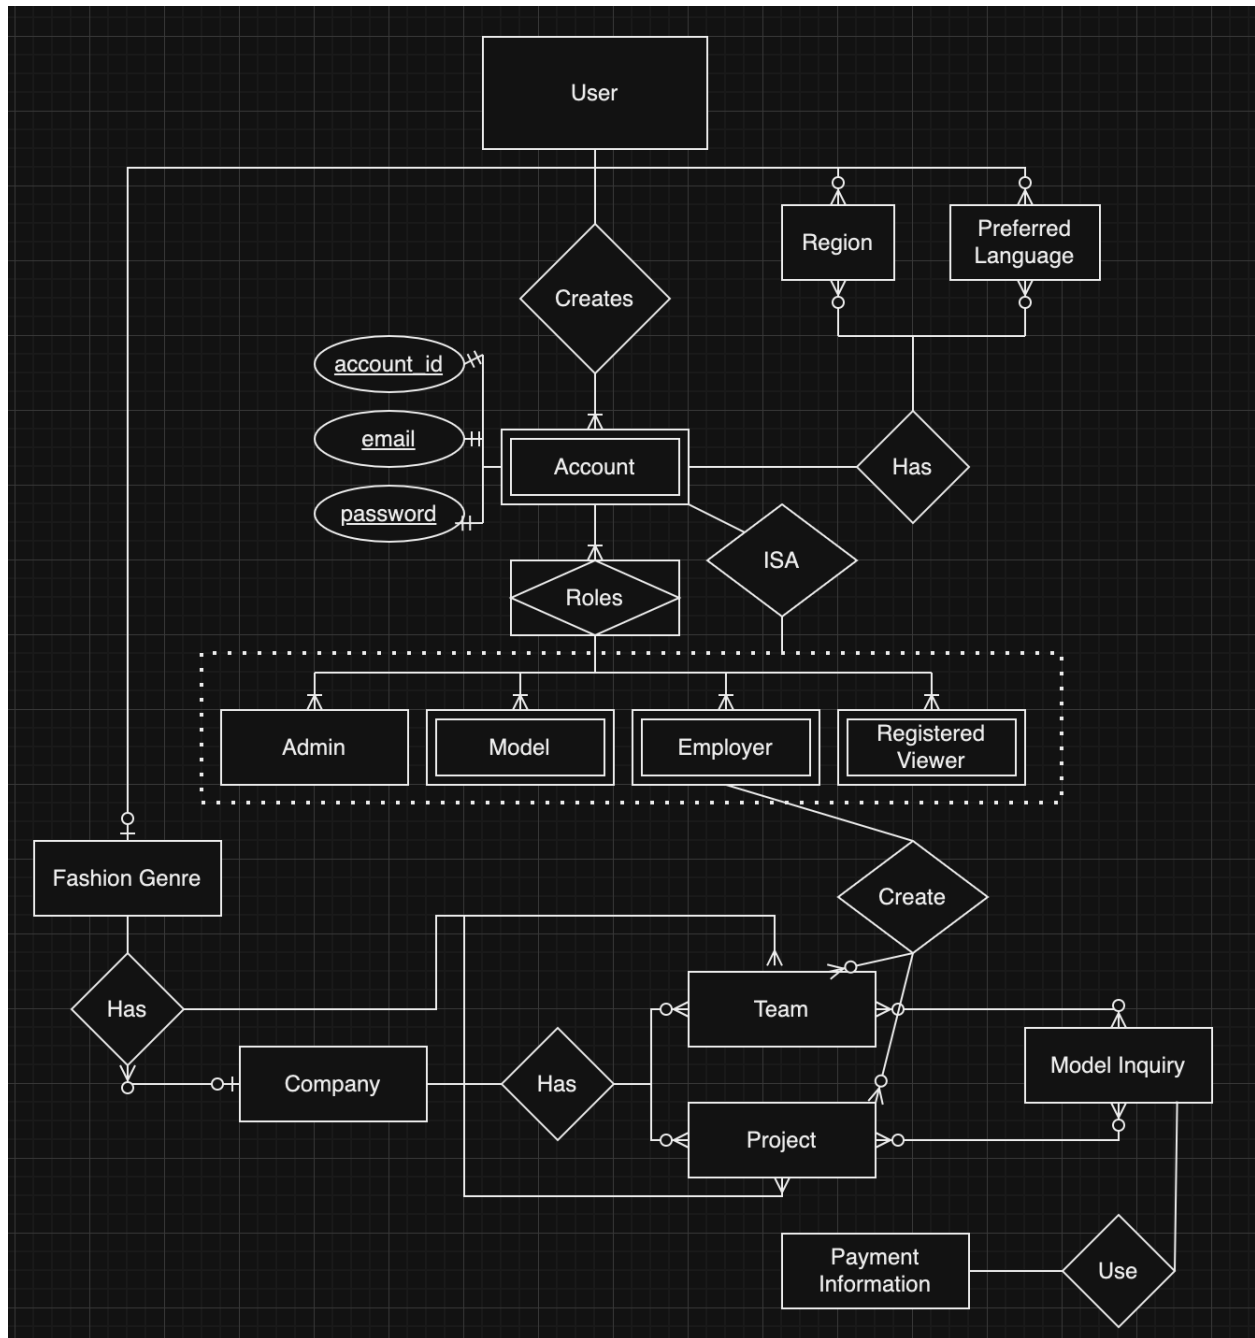 User
Region
Preferred
Language
Creates
account_id
email
password
Account
Has
ISA
Roles
Admin
Model
Employer
Registered
Viewer
Fashion Genre
Create
Has
Team
Company
Has
Model Inquiry
Project
Payment
Information
Use